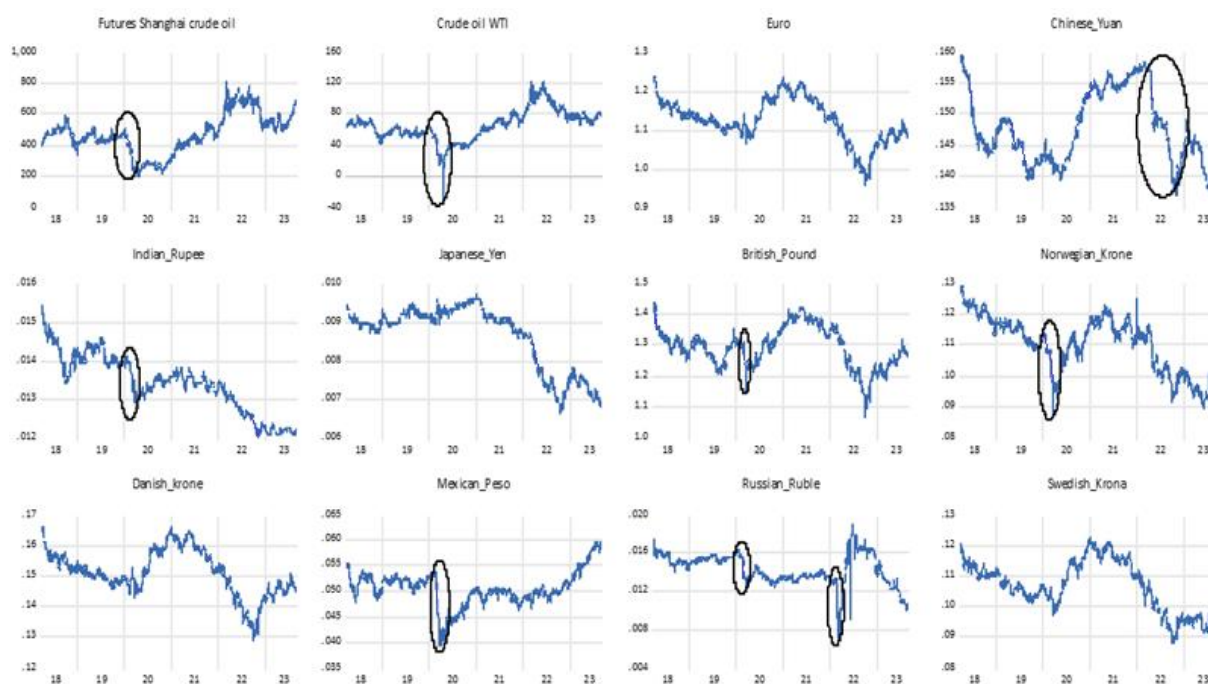 Futures Shanghai crude oil
1,000
800
600
400
200
0
18 19 20 21 22 23
Crude oil WTI
160
120
80
40
0
-40
18 19 20 21 22 23
Euro
1.3
1.2
1.1
1.0
0.9
18 19 20 21 22 23
Chinese_Yuan
.160
.155
.150
.145
.140
.135
18 19 20 21 22 23
Indian_Rupee
.016
.015
.014
.013
.012
18 19 20 21 22 23
Japanese_Yen
.010
.009
.008
.007
.006
18 19 20 21 22 23
British_Pound
1.5
1.4
1.3
1.2
1.1
1.0
18 19 20 21 22 23
Norwegian_Krone
.13
.12
.11
.10
.09
.08
18 19 20 21 22 23
Danish_krone
.17
.16
.15
.14
.13
.12
18 19 20 21 22 23
Mexican_Peso
.065
.060
.055
.050
.045
.040
.035
18 19 20 21 22 23
Russian_Ruble
.020
.016
.012
.008
.004
18 19 20 21 22 23
Swedish_Krona
.13
.12
.11
.10
.09
.08
18 19 20 21 22 23